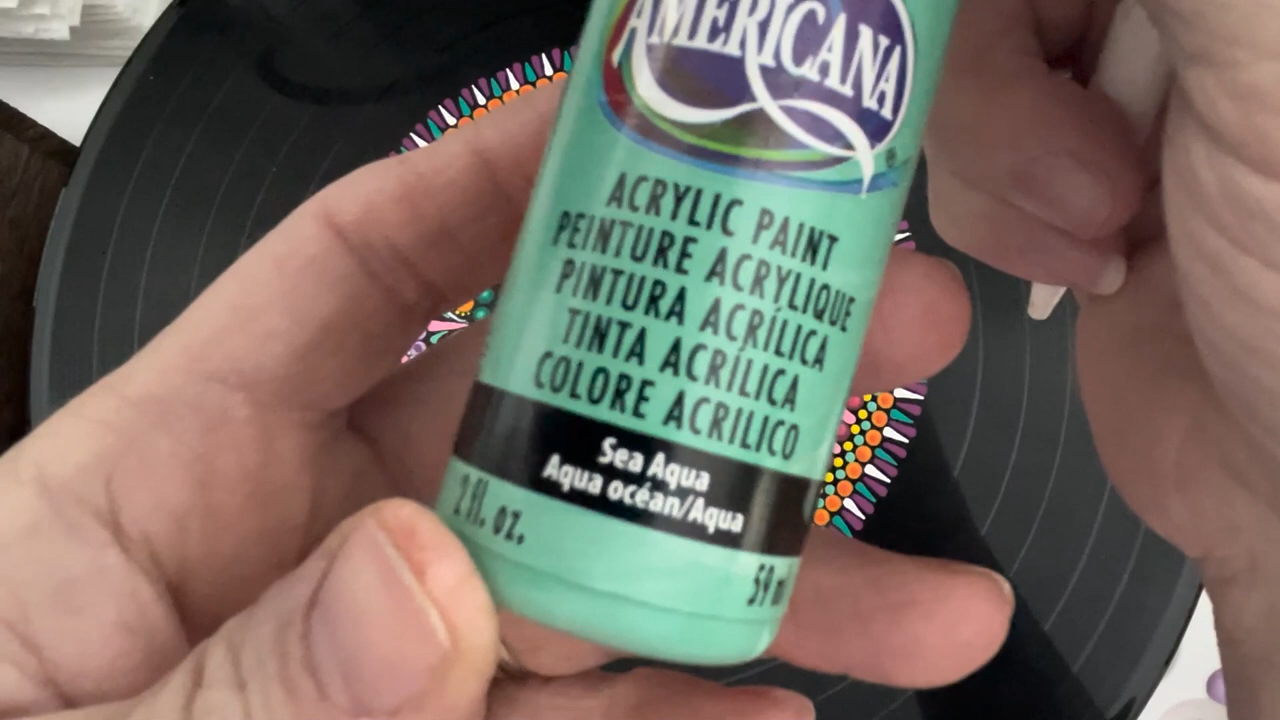 AMERICANA
®
ACRYLIC PAINT
PEINTURE ACRYLIQUE
PINTURA ACRÍLICA
TINTA ACRÍLICA
COLORE ACRILICO
Sea Aqua
Aqua océan/Aqua
2 fl. oz.
59 m